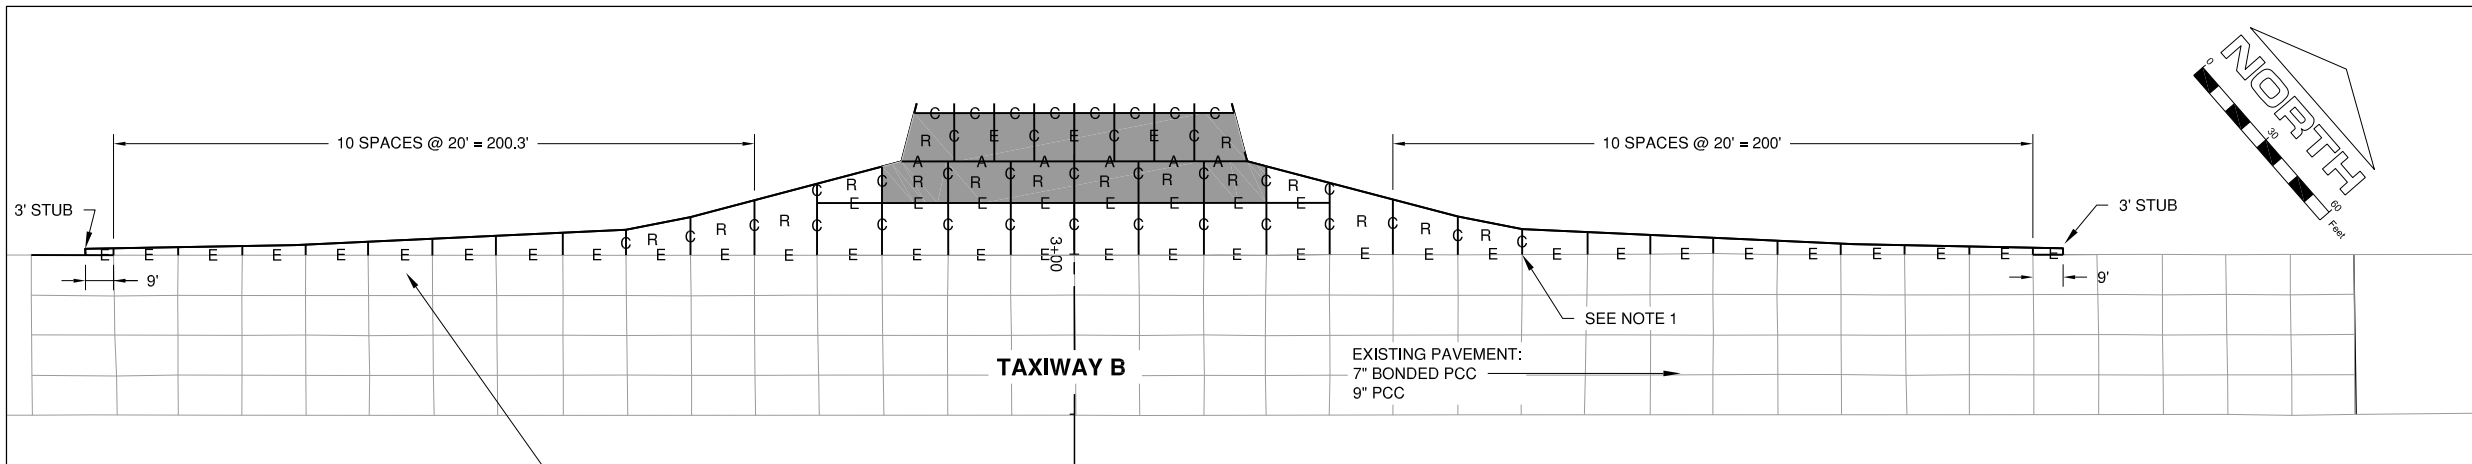 NORTH
0
30
60
Feet
C C C C C C C C
10 SPACES @ 20' = 200.3'
R C E C E C E C R
10 SPACES @ 20' = 200'
A A A A A A
C R C R C R C R C R C R C R C R C
E E E E E E E E
3' STUB
3' STUB
C R C R C R C C C C C C C C C R C R C R C
E E E E E E E E E E E E E E E E E E E E E E E E E E E E E E E E
3+00
9'
9'
SEE NOTE 1
TAXIWAY B
EXISTING PAVEMENT:
7" BONDED PCC
9" PCC